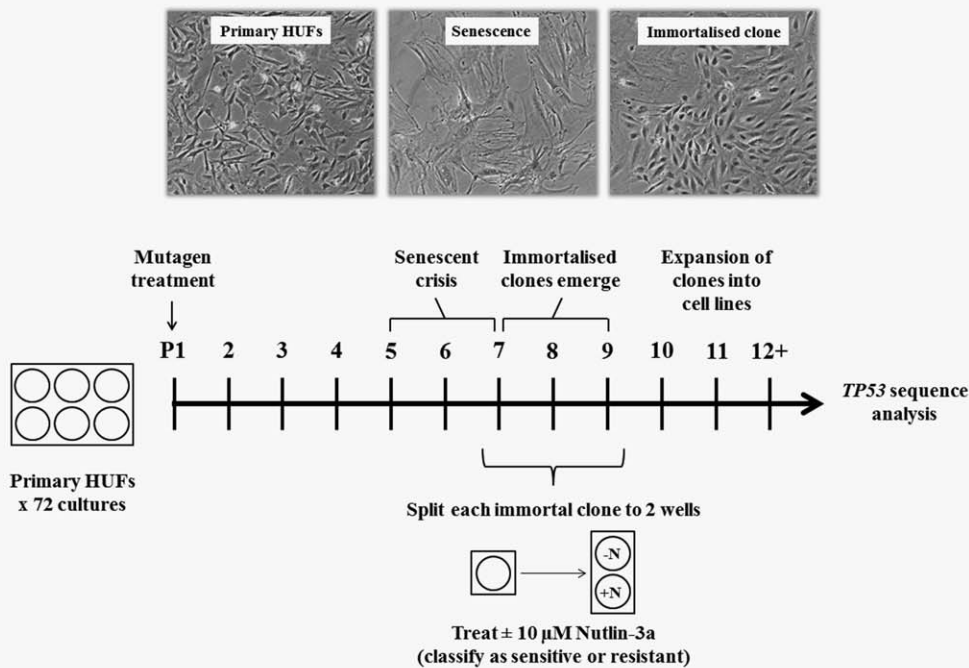 Primary HUFs
Senescence
Immortalised clone
Mutagen
treatment
Senescent
crisis
Immortalised
clones emerge
Expansion of
clones into
cell lines
P1 2 3 4 5 6 7 8 9 10 11 12+
TP53 sequence
analysis
Primary HUFs
x 72 cultures
Split each immortal clone to 2 wells
-N
+N
Treat ± 10 µM Nutlin-3a
(classify as sensitive or resistant)